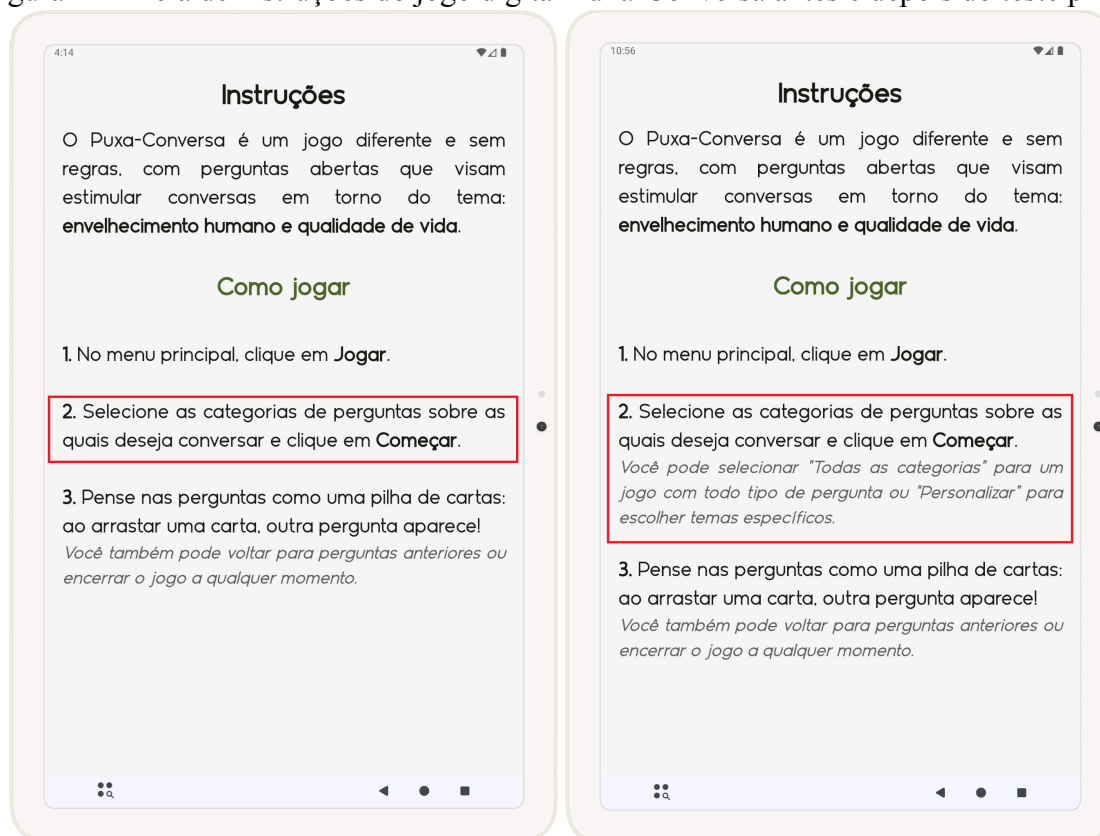 4:14
Instruções
O Puxa-Conversa é um jogo diferente e sem
regras, com perguntas abertas que visam
estimular conversas em torno do tema:
envelhecimento humano e qualidade de vida.
Como jogar
1. No menu principal, clique em Jogar.
2. Selecione as categorias de perguntas sobre as
quais deseja conversar e clique em Começar.
3. Pense nas perguntas como uma pilha de cartas:
ao arrastar uma carta, outra pergunta aparece!
Você também pode voltar para perguntas anteriores ou
encerrar o jogo a qualquer momento.
10:56
Instruções
O Puxa-Conversa é um jogo diferente e sem
regras, com perguntas abertas que visam
estimular conversas em torno do tema:
envelhecimento humano e qualidade de vida.
Como jogar
1. No menu principal, clique em Jogar.
2. Selecione as categorias de perguntas sobre as
quais deseja conversar e clique em Começar.
Você pode selecionar "Todas as categorias" para um
jogo com todo tipo de pergunta ou "Personalizar" para
escolher temas específicos.
3. Pense nas perguntas como uma pilha de cartas:
ao arrastar uma carta, outra pergunta aparece!
Você também pode voltar para perguntas anteriores ou
encerrar o jogo a qualquer momento.